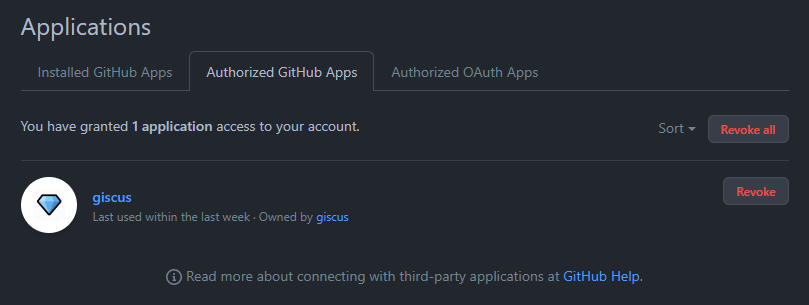 Applications
Installed GitHub Apps Authorized GitHub Apps Authorized OAuth Apps
You have granted 1 application access to your account. Sort Revoke all
giscus Revoke
Last used within the last week · Owned by giscus
Read more about connecting with third-party applications at GitHub Help.